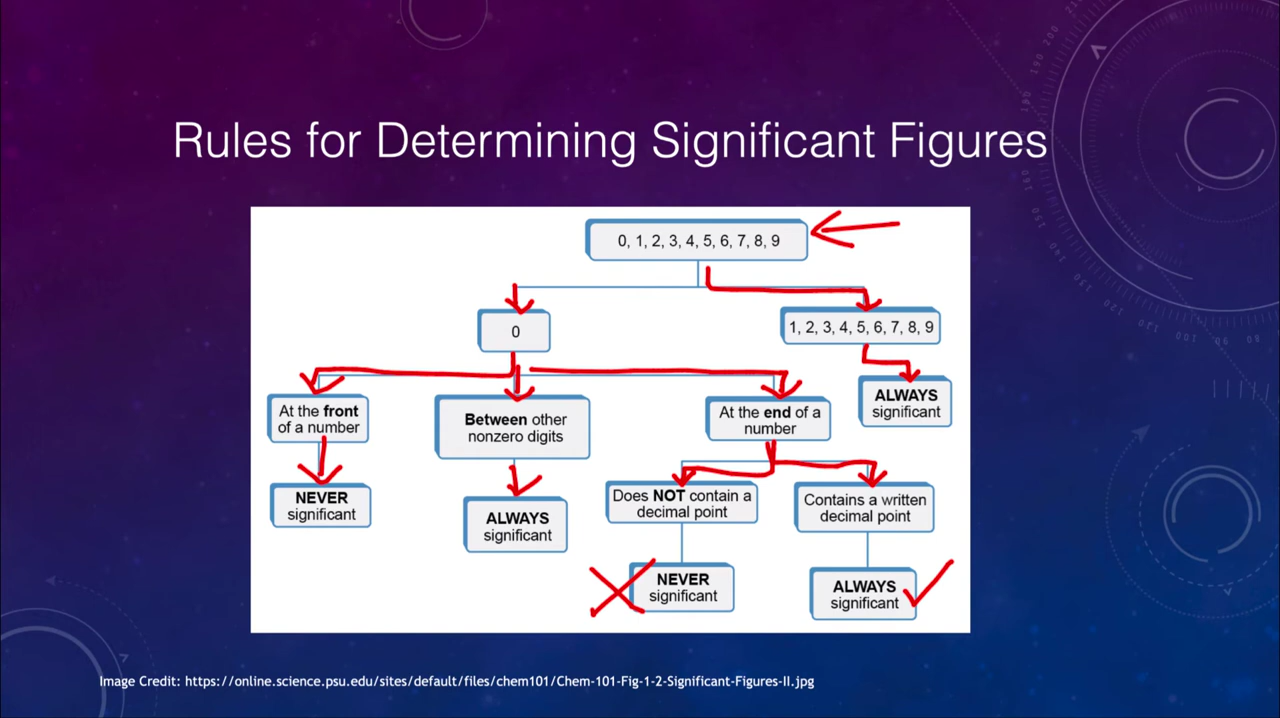 Rules for Determining Significant Figures
0, 1, 2, 3, 4, 5, 6, 7, 8, 9
0
1, 2, 3, 4, 5, 6, 7, 8, 9
At the front
of a number
Between other
nonzero digits
At the end of a
number
ALWAYS
significant
NEVER
significant
ALWAYS
significant
Does NOT contain a
decimal point
Contains a written
decimal point
NEVER
significant
ALWAYS
significant
Image Credit: https://online.science.psu.edu/sites/default/files/chem101/Chem-101-Fig-1-2-Significant-Figures-II.jpg